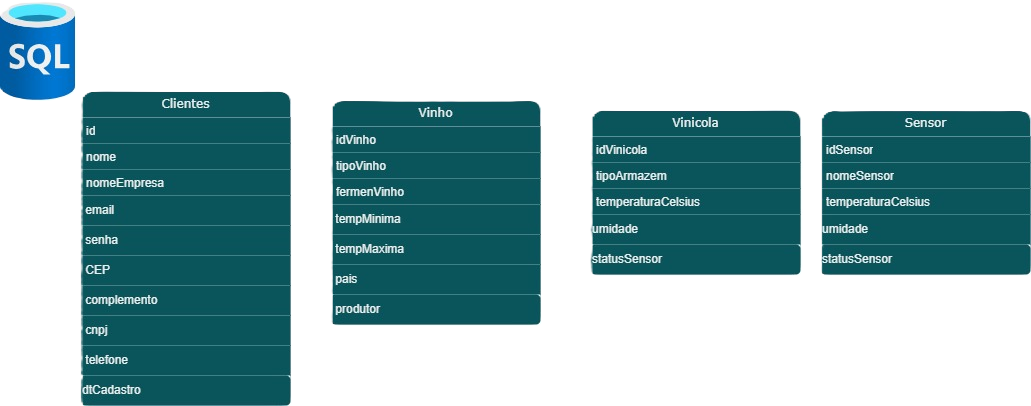 SQL
Clientes
id
nome
nomeEmpresa
email
senha
CEP
complemento
cnpj
telefone
dtCadastro
Vinho
idVinho
tipoVinho
fermenVinho
tempMinima
tempMaxima
pais
produtor
Vinicola
idVinicola
tipoArmazem
temperaturaCelsius
umidade
statusSensor
Sensor
idSensor
nomeSensor
temperaturaCelsius
umidade
statusSensor